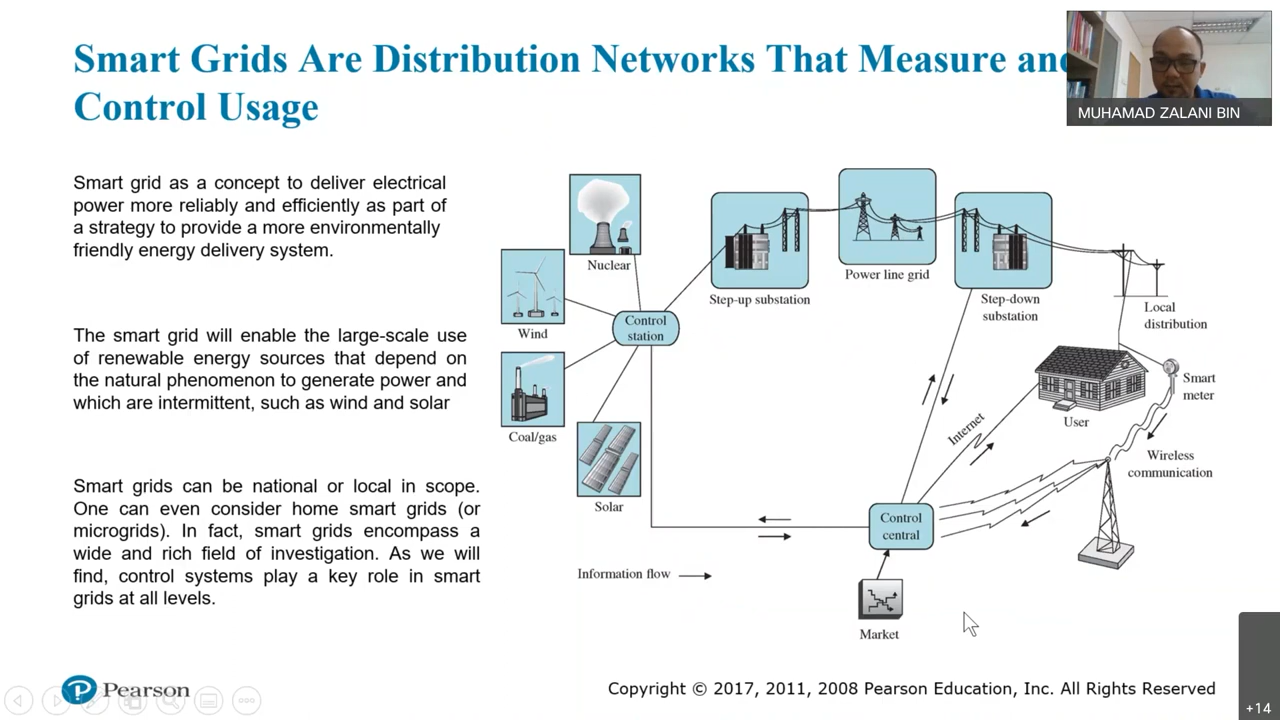 Smart Grids Are Distribution Networks That Measure and
Control Usage
MUHAMAD ZALANI BIN
Smart grid as a concept to deliver electrical
power more reliably and efficiently as part of
a strategy to provide a more environmentally
friendly energy delivery system.
The smart grid will enable the large-scale use
of renewable energy sources that depend on
the natural phenomenon to generate power and
which are intermittent, such as wind and solar
Smart grids can be national or local in scope.
One can even consider home smart grids (or
microgrids). In fact, smart grids encompass a
wide and rich field of investigation. As we will
find, control systems play a key role in smart
grids at all levels.
Nuclear
Wind
Coal/gas
Solar
Control
station
Step-up substation
Power line grid
Step-down
substation
Local
distribution
Smart
meter
User
Internet
Wireless
communication
Control
central
Information flow
Market
Pearson
Copyright © 2017, 2011, 2008 Pearson Education, Inc. All Rights Reserved
+14